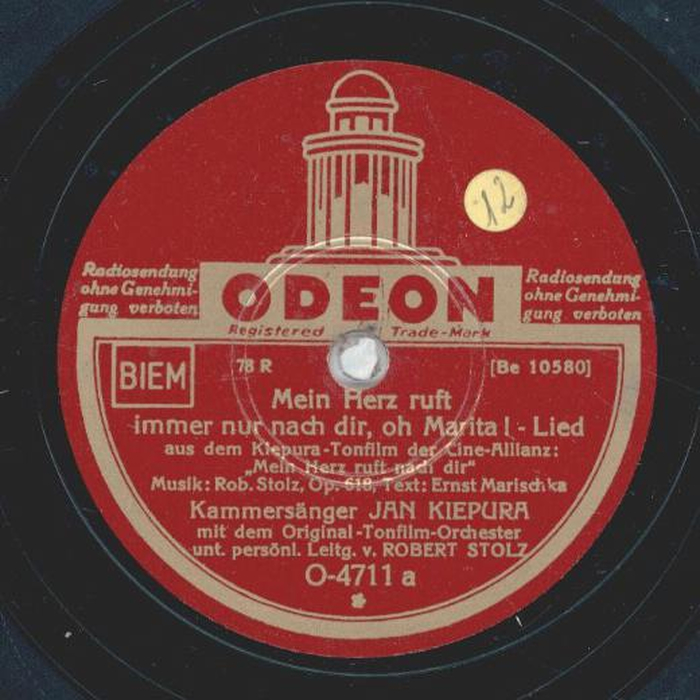 12
Radiosendung
ohne Genehmi-
gung verboten
ODEON
Radiosendung
ohne Genehmi-
gung verboten
Registered Trade-Mark
BIEM
78 R
[Be 10580]
Mein Herz ruft
immer nur nach dir, oh Marita! - Lied
aus dem Kiepura-Tonfilm der Cine-Allianz:
„Mein Herz ruft nach dir“
Musik: Rob. Stolz, Op. 618, Text: Ernst Marischka
Kammersänger JAN KIEPURA
mit dem Original-Tonfilm-Orchester
unt. persönl. Leitg. v. ROBERT STOLZ
O-4711 a